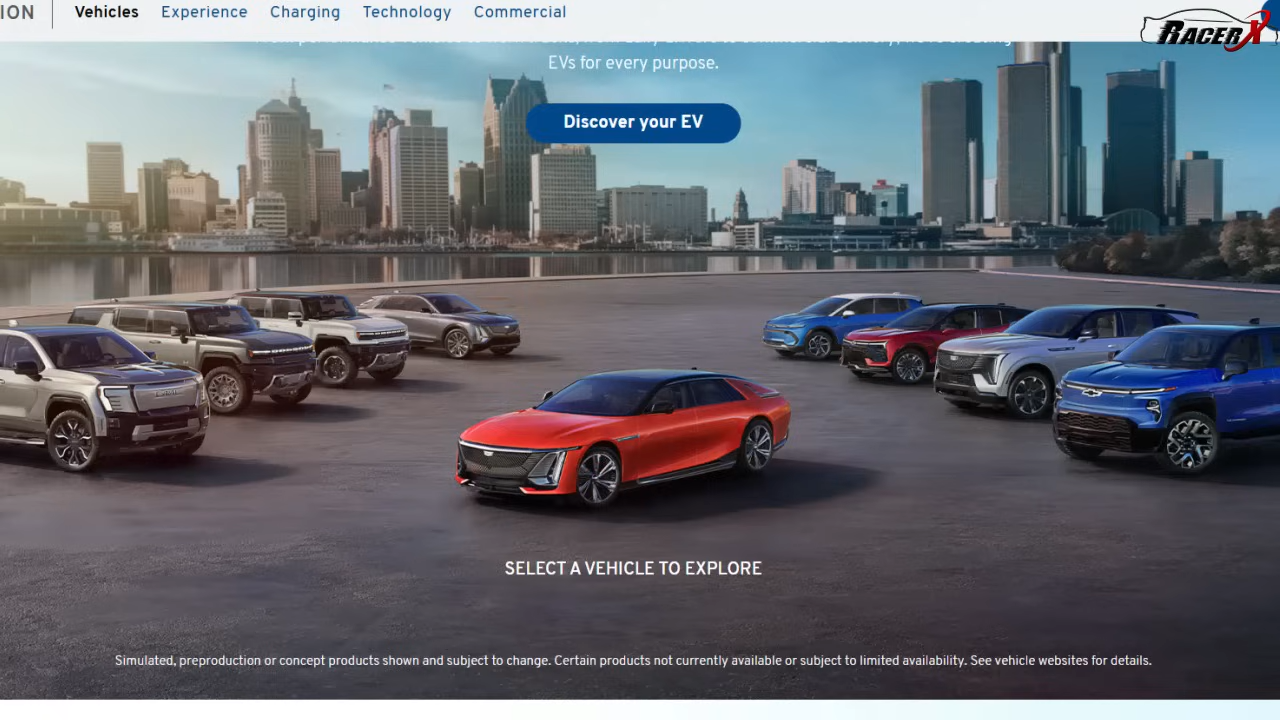 ION
Vehicles Experience Charging Technology Commercial
RACERX
EVs for every purpose.
Discover your EV
SELECT A VEHICLE TO EXPLORE
Simulated, preproduction or concept products shown and subject to change. Certain products not currently available or subject to limited availability. See vehicle websites for details.